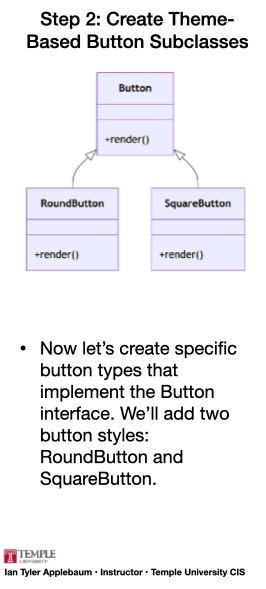 Step 2: Create Theme-
Based Button Subclasses
Button
+render()
RoundButton
SquareButton
+render()
+render()
• Now let’s create specific
button types that
implement the Button
interface. We’ll add two
button styles:
RoundButton and
SquareButton.
T TEMPLE
UNIVERSITY
Ian Tyler Applebaum • Instructor • Temple University CIS